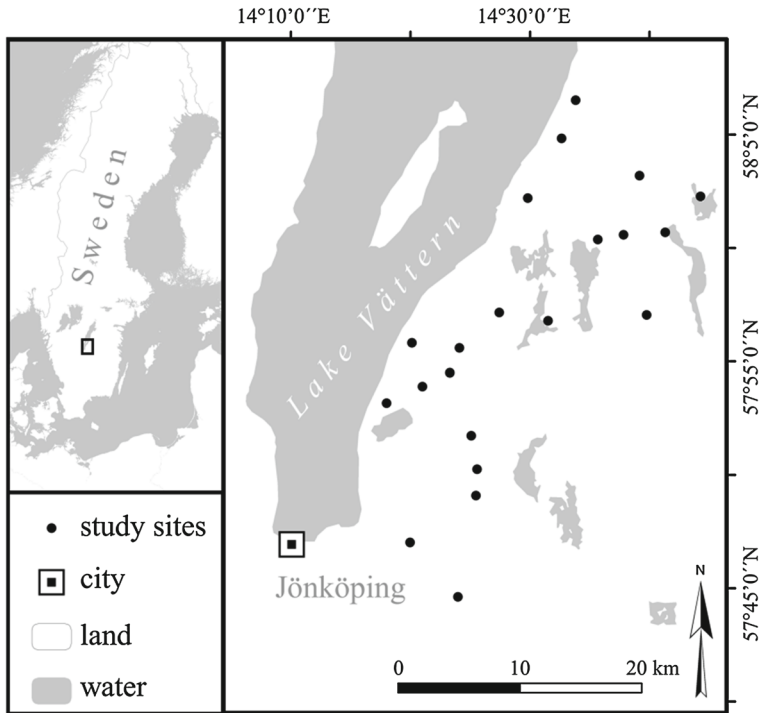 14°10'0''E
14°30'0''E
Sweden
Lake Vättern
58°5'0''N
57°55'0''N
57°45'0''N
study sites
city
land
water
Jönköping
N
0
10
20 km